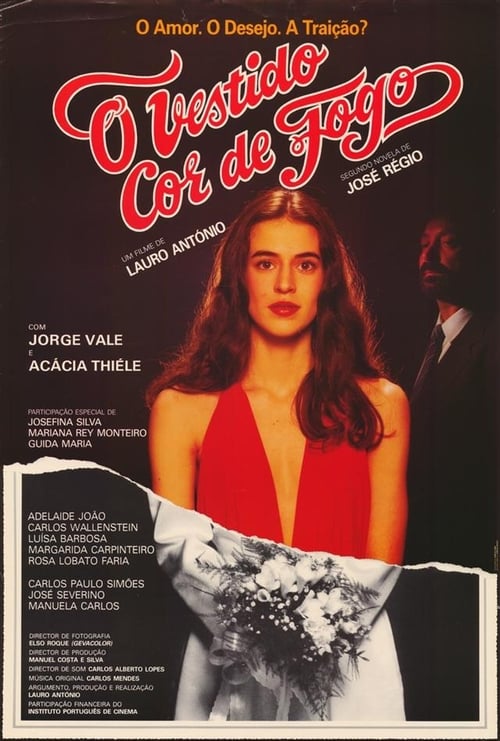 O Amor. O Desejo. A Traição?
O Vestido
Cor de Fogo
SEGUNDO NOVELA DE
JOSÉ RÉGIO
UM FILME DE
LAURO ANTÓNIO
COM
JORGE VALE
E
ACÁCIA THIÉLE
PARTICIPAÇÃO ESPECIAL DE
JOSEFINA SILVA
MARIANA REY MONTEIRO
GUIDA MARIA
ADELAIDE JOÃO
CARLOS WALLENSTEIN
LUÍSA BARBOSA
MARGARIDA CARPINTEIRO
ROSA LOBATO FARIA
CARLOS PAULO SIMÕES
JOSÉ SEVERINO
MANUELA CARLOS
DIRECTOR DE FOTOGRAFIA
ELSO ROQUE (GEVACOLOR)
DIRECTOR DE PRODUÇÃO
MANUEL COSTA E SILVA
DIRECTOR DE SOM CARLOS ALBERTO LOPES
MÚSICA ORIGINAL CARLOS MENDES
ARGUMENTO, PRODUÇÃO E REALIZAÇÃO
LAURO ANTÓNIO
PARTICIPAÇÃO FINANCEIRA DO
INSTITUTO PORTUGUÊS DE CINEMA